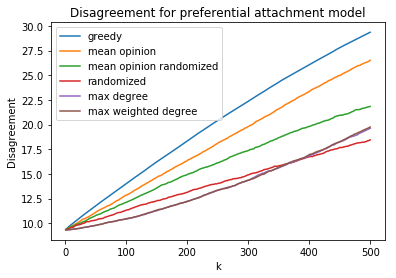 Disagreement for preferential attachment model
30.0
27.5
25.0
22.5
20.0
17.5
15.0
12.5
10.0
Disagreement
greedy
mean opinion
mean opinion randomized
randomized
max degree
max weighted degree
0 100 200 300 400 500
k